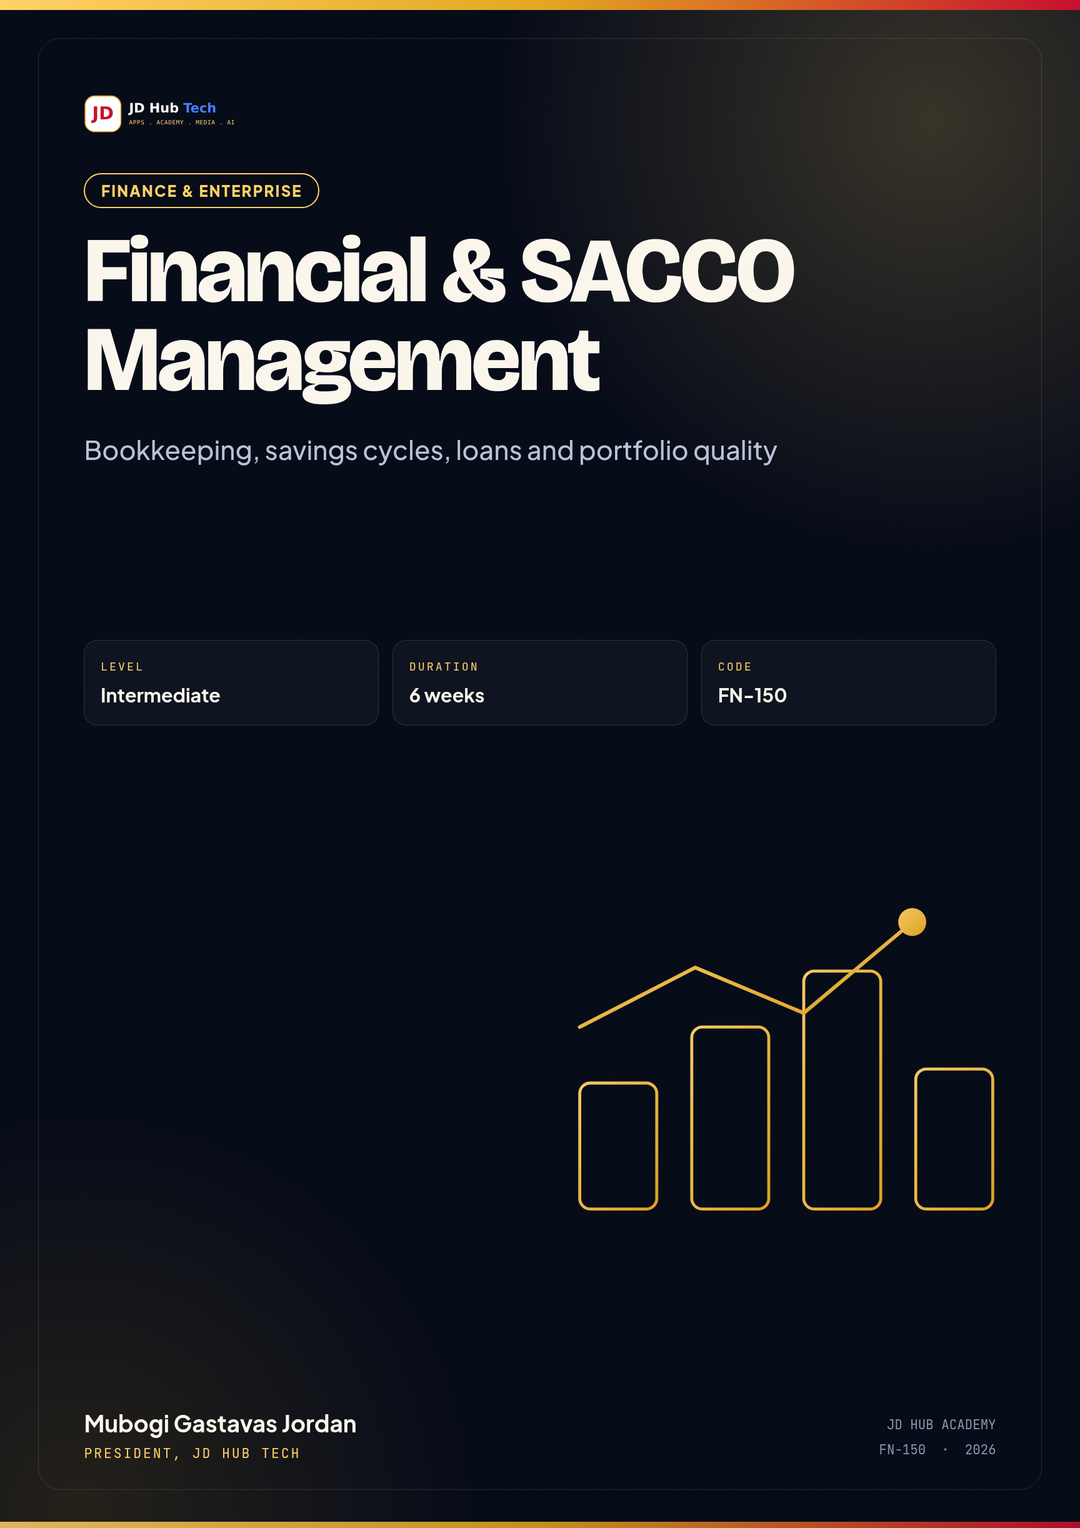 JD
JD Hub Tech
APPS . ACADEMY . MEDIA . AI
FINANCE & ENTERPRISE
Financial & SACCO
Management
Bookkeeping, savings cycles, loans and portfolio quality
LEVEL
Intermediate
DURATION
6 weeks
CODE
FN-150
Mubogi Gastavas Jordan
PRESIDENT, JD HUB TECH
JD HUB ACADEMY
FN-150 · 2026